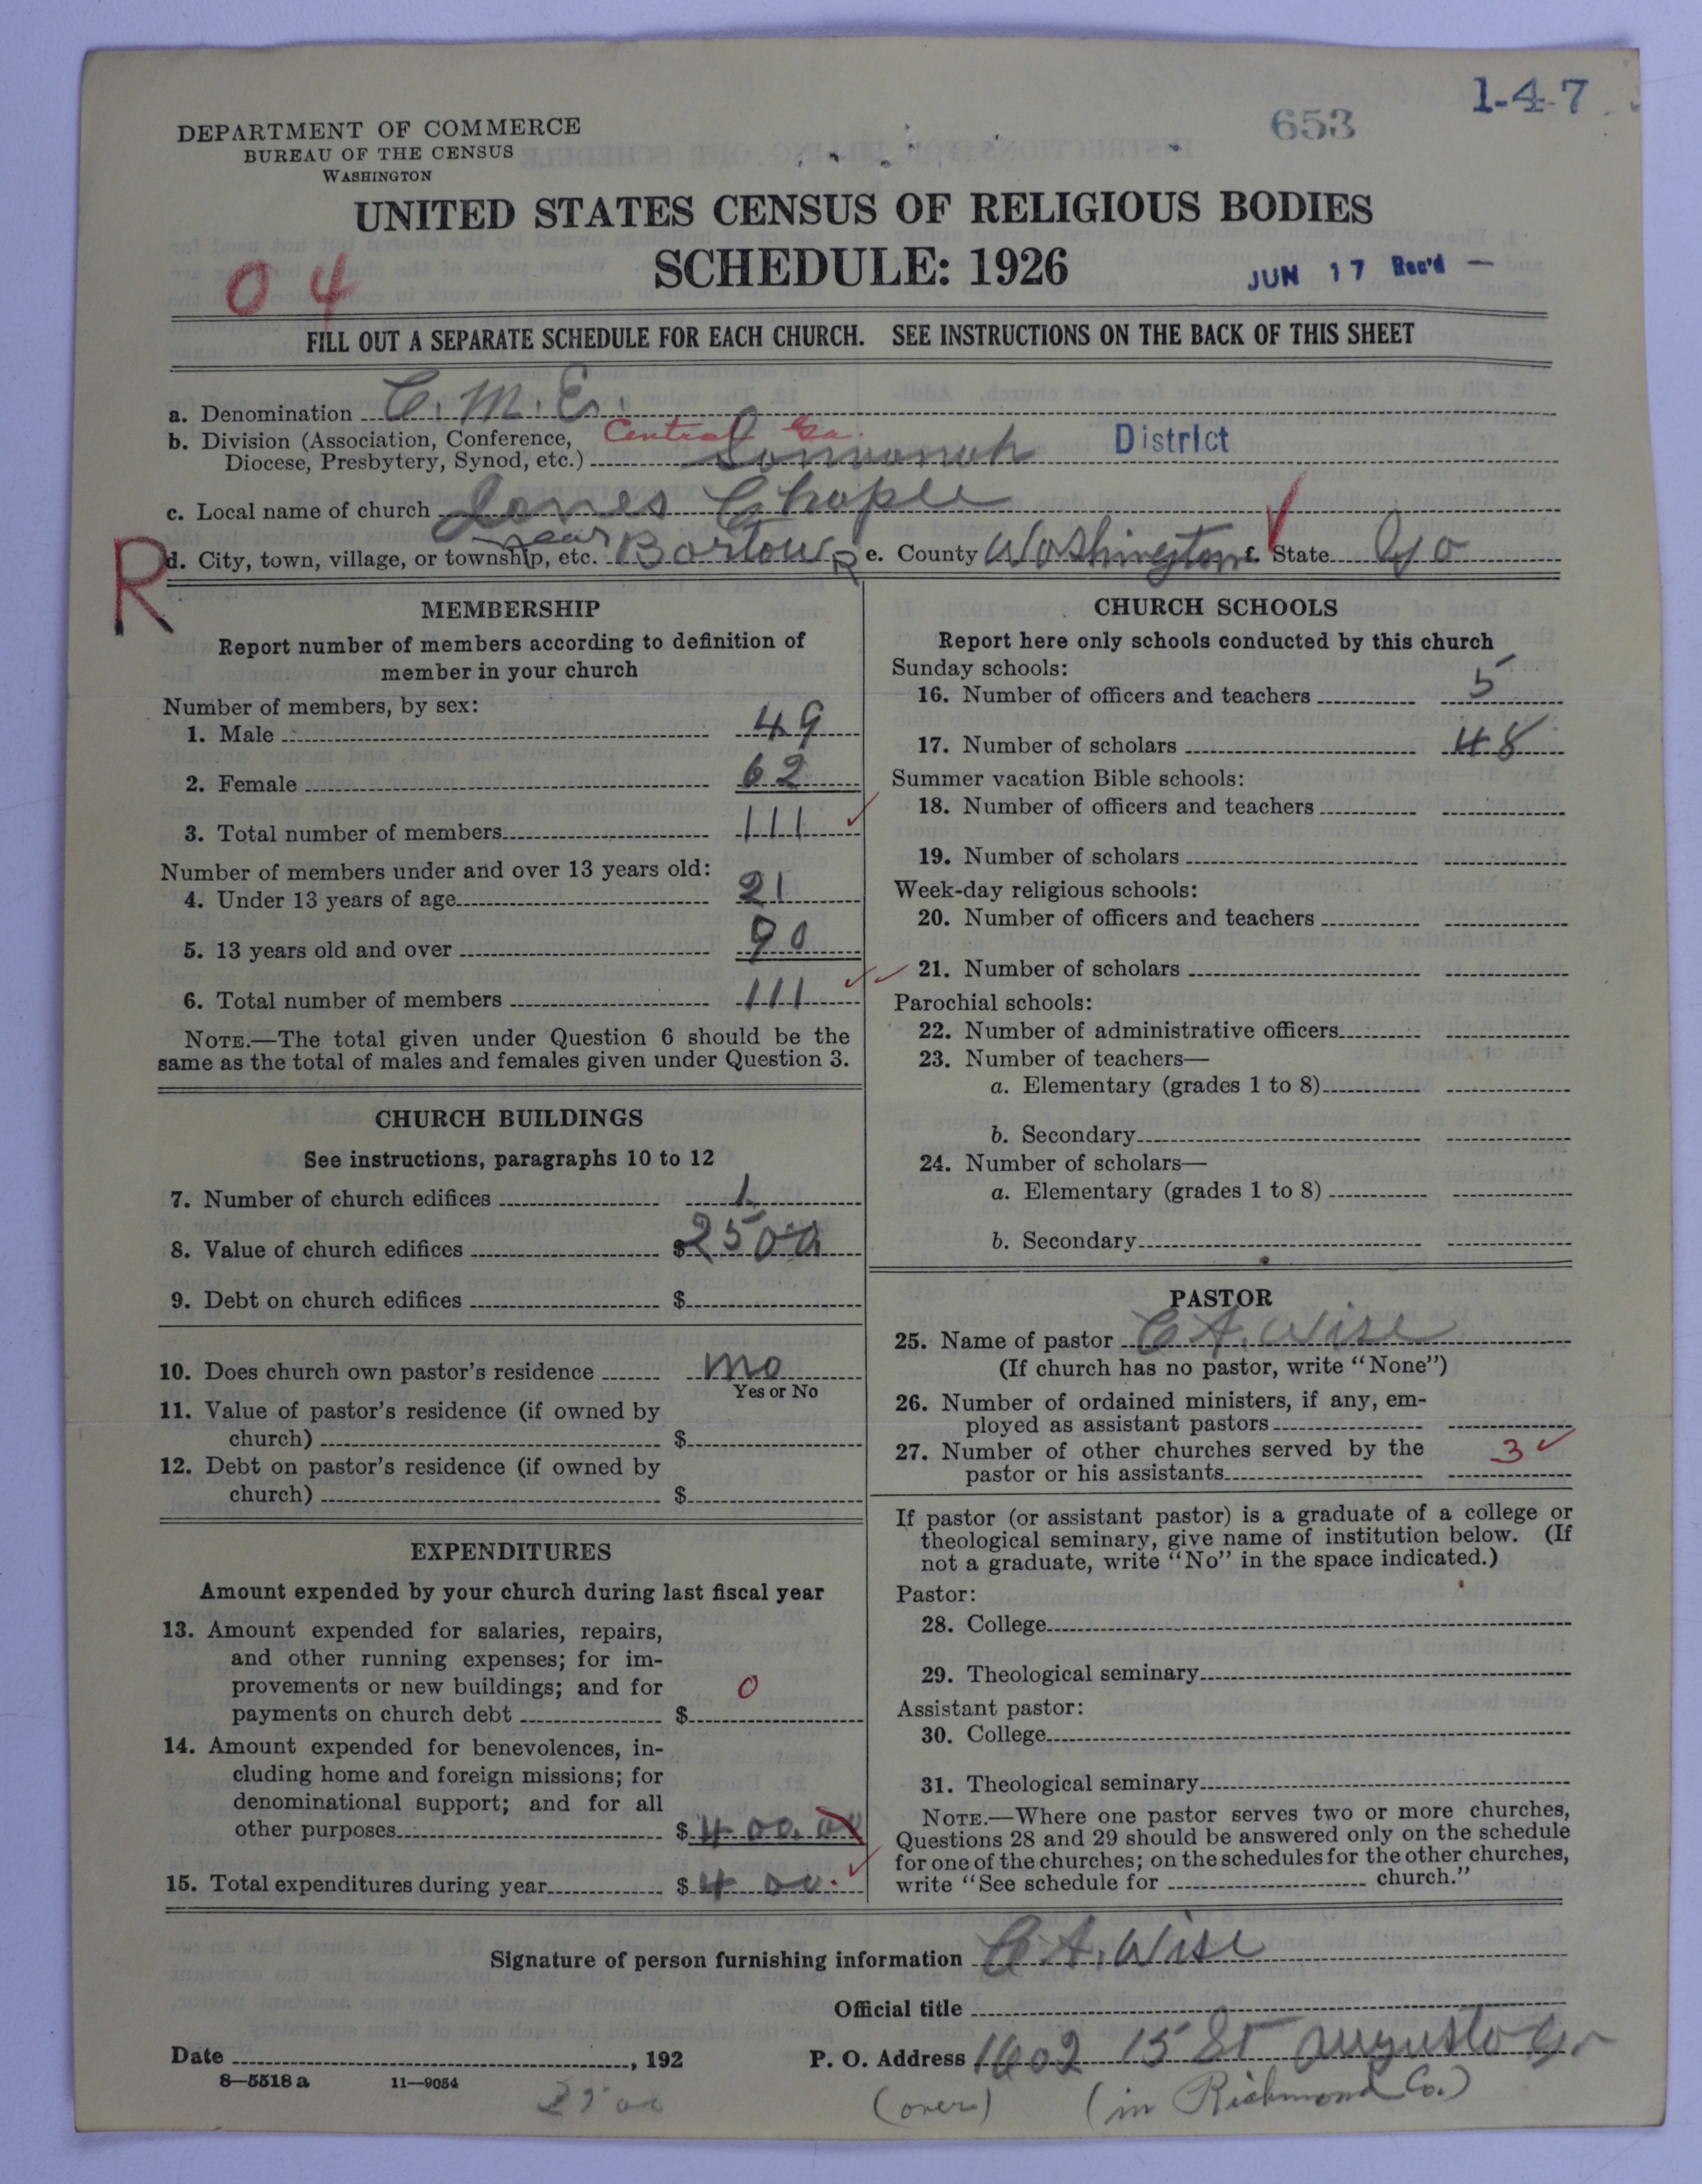 1-4-7
653
DEPARTMENT OF COMMERCE
BUREAU OF THE CENSUS
WASHINGTON
UNITED STATES CENSUS OF RELIGIOUS BODIES
SCHEDULE: 1926
JUN 17 Rec'd —
04
FILL OUT A SEPARATE SCHEDULE FOR EACH CHURCH. SEE INSTRUCTIONS ON THE BACK OF THIS SHEET
a. Denomination C. M. E.
b. Division (Association, Conference, Central Ga.
Diocese, Presbytery, Synod, etc.) Sonvanah District
c. Local name of church Jones Chaple
near
R d. City, town, village, or township, etc. Bartow R e. County Washington f. State Ga
MEMBERSHIP
Report number of members according to definition of
member in your church
Number of members, by sex:
1. Male 49
2. Female 62
3. Total number of members 111
Number of members under and over 13 years old:
4. Under 13 years of age 21
5. 13 years old and over 90
6. Total number of members 111
NOTE.—The total given under Question 6 should be the
same as the total of males and females given under Question 3.
CHURCH BUILDINGS
See instructions, paragraphs 10 to 12
7. Number of church edifices 1
8. Value of church edifices $2500
9. Debt on church edifices $
10. Does church own pastor's residence no
Yes or No
11. Value of pastor's residence (if owned by
church) $
12. Debt on pastor's residence (if owned by
church) $
EXPENDITURES
Amount expended by your church during last fiscal year
13. Amount expended for salaries, repairs,
and other running expenses; for im-
provements or new buildings; and for
payments on church debt $ 0
14. Amount expended for benevolences, in-
cluding home and foreign missions; for
denominational support; and for all
other purposes $400.00
15. Total expenditures during year $400.
CHURCH SCHOOLS
Report here only schools conducted by this church
Sunday schools:
16. Number of officers and teachers 5
17. Number of scholars 48
Summer vacation Bible schools:
18. Number of officers and teachers
19. Number of scholars
Week-day religious schools:
20. Number of officers and teachers
21. Number of scholars
Parochial schools:
22. Number of administrative officers
23. Number of teachers—
a. Elementary (grades 1 to 8)
b. Secondary
24. Number of scholars—
a. Elementary (grades 1 to 8)
b. Secondary
PASTOR
25. Name of pastor C A. Wise
(If church has no pastor, write "None")
26. Number of ordained ministers, if any, em-
ployed as assistant pastors
27. Number of other churches served by the
pastor or his assistants 3
If pastor (or assistant pastor) is a graduate of a college or
theological seminary, give name of institution below. (If
not a graduate, write "No" in the space indicated.)
Pastor:
28. College
29. Theological seminary
Assistant pastor:
30. College
31. Theological seminary
NOTE.—Where one pastor serves two or more churches,
Questions 28 and 29 should be answered only on the schedule
for one of the churches; on the schedules for the other churches,
write "See schedule for church."
Signature of person furnishing information C A. Wise
Official title
Date , 192
P. O. Address 1602 15 St Augusta Ga
8—5518 a 11—9054
2500
(over) (in Richmond Co.)